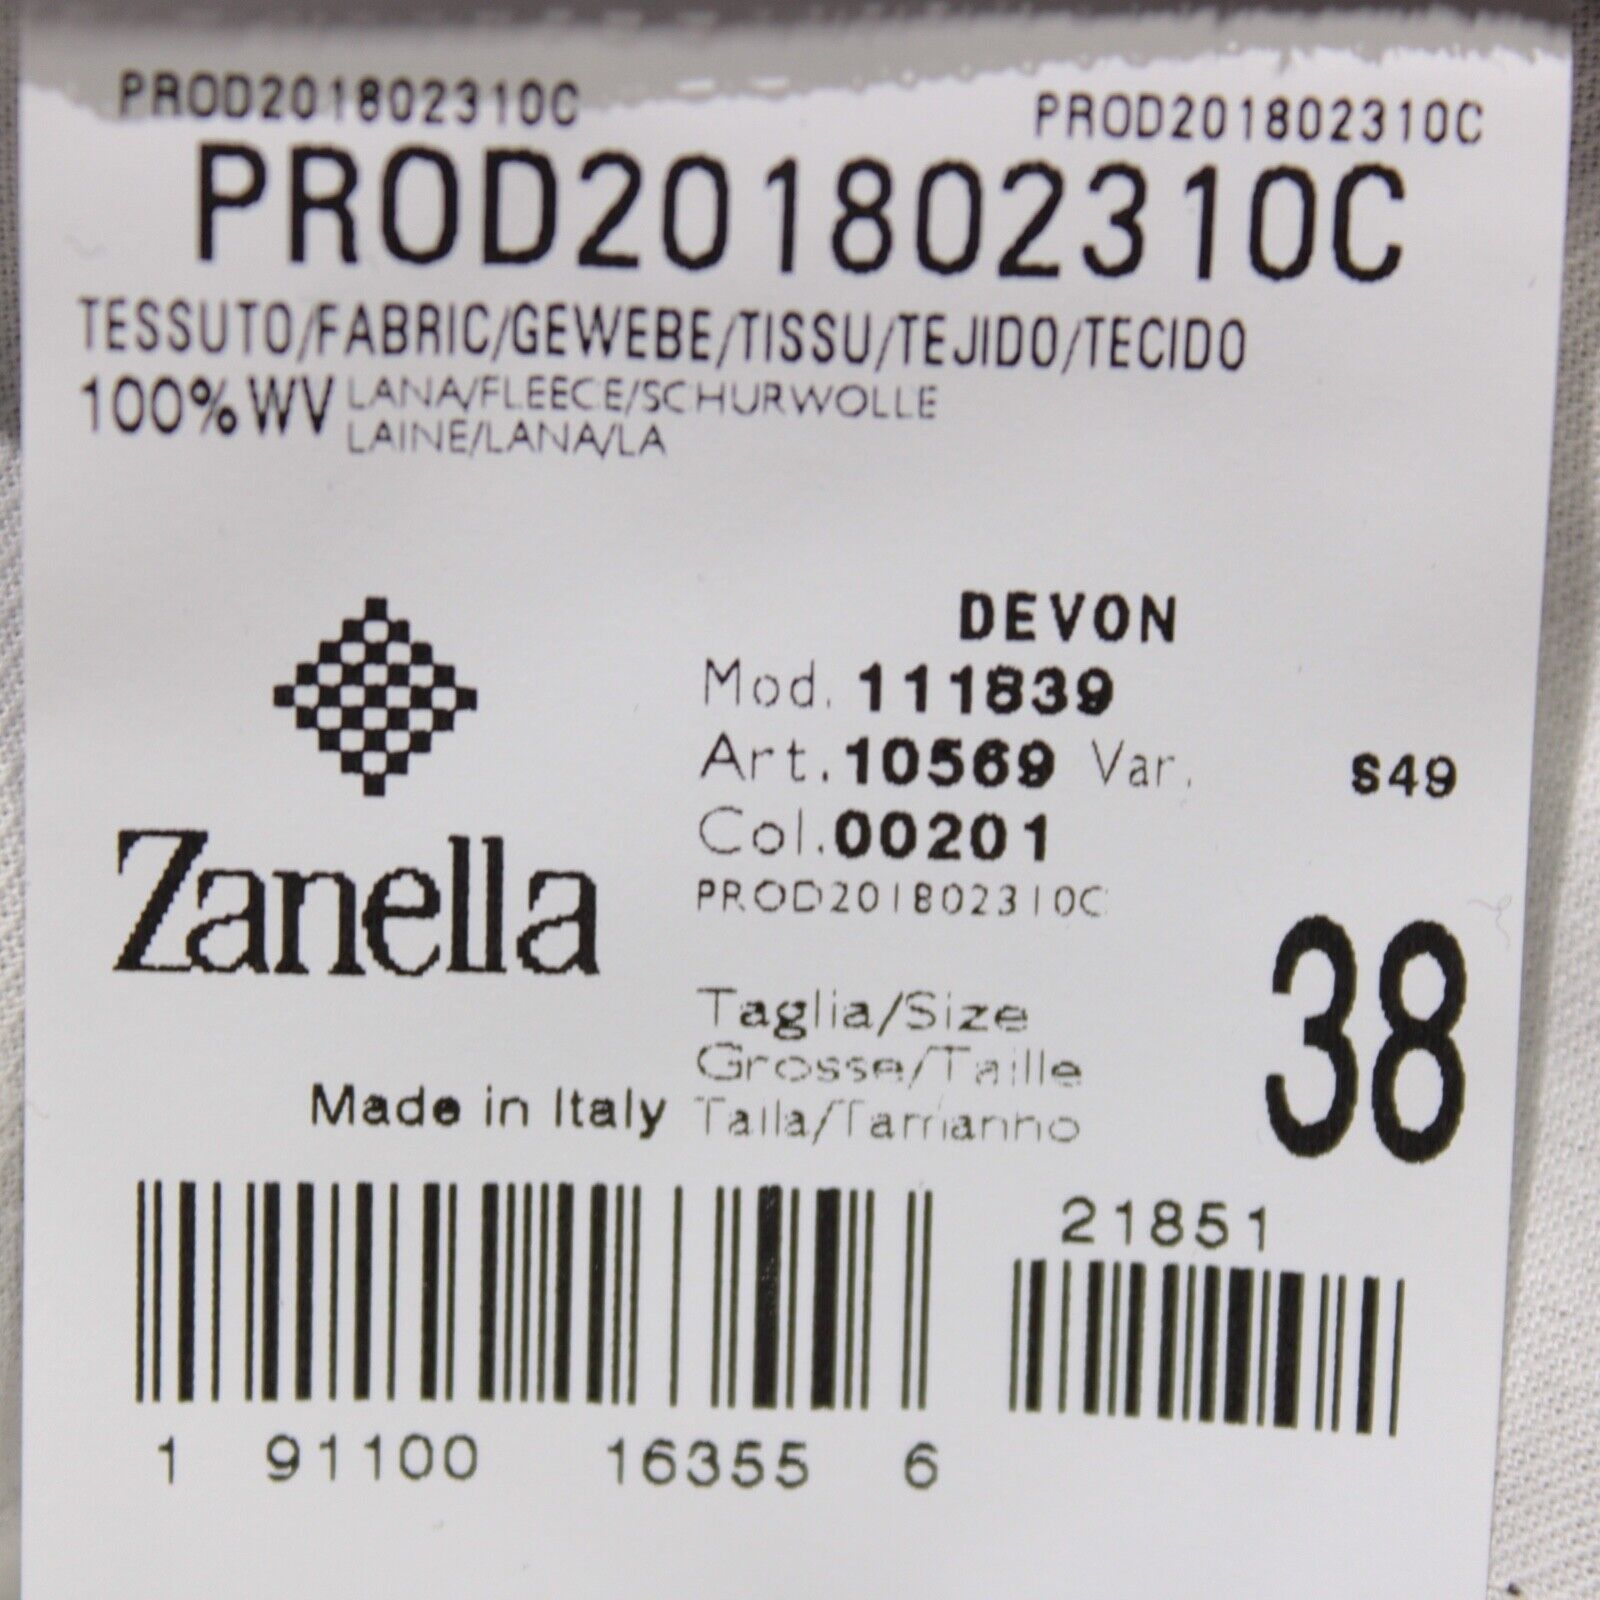 PROD201802310C PROD201802310C
PROD201802310C
TESSUTO/FABRIC/GEWEBE/TISSU/TEJIDO/TECIDO
100% WV LANA/FLEECE/SCHURWOLLE
LAINE/LANA/LA
DEVON
Mod. 111839
Art. 10569 Var. S49
Col. 00201
PROD201802310C
Zanella
38
Taglia/Size
Grosse/Taille
Talla/Tamanho
Made in Italy
21851
1 91100 16355 6